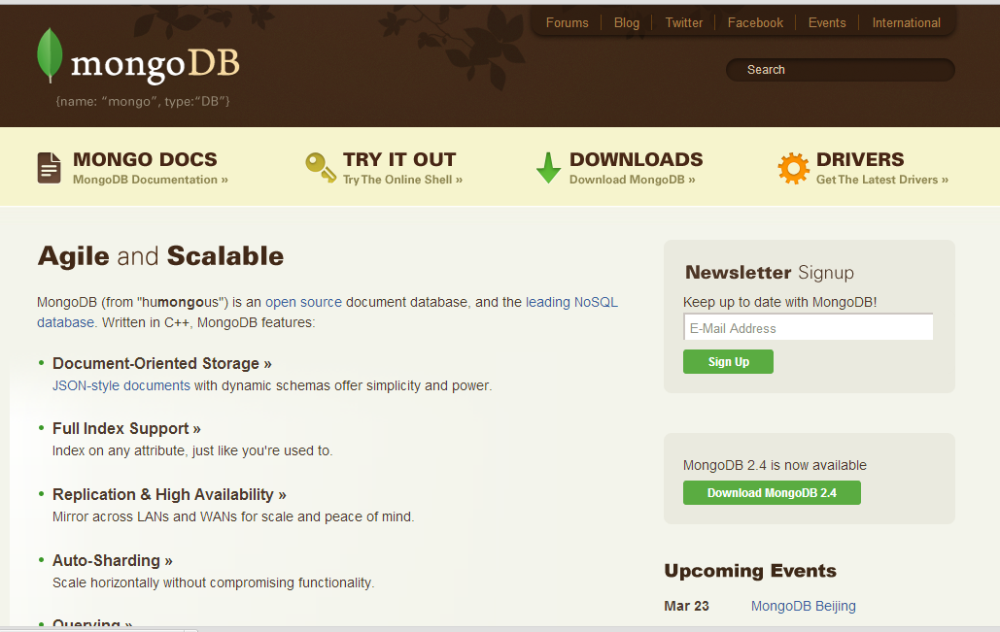 Forums Blog Twitter Facebook Events International
mongoDB
{name: "mongo", type:"DB"}
Search
MONGO DOCS
MongoDB Documentation »
TRY IT OUT
Try The Online Shell »
DOWNLOADS
Download MongoDB »
DRIVERS
Get The Latest Drivers »
Agile and Scalable
MongoDB (from "humongous") is an open source document database, and the leading NoSQL
database. Written in C++, MongoDB features:
• Document-Oriented Storage »
JSON-style documents with dynamic schemas offer simplicity and power.
• Full Index Support »
Index on any attribute, just like you're used to.
• Replication & High Availability »
Mirror across LANs and WANs for scale and peace of mind.
• Auto-Sharding »
Scale horizontally without compromising functionality.
• Querying »
Newsletter Signup
Keep up to date with MongoDB!
E-Mail Address
Sign Up
MongoDB 2.4 is now available
Download MongoDB 2.4
Upcoming Events
Mar 23 MongoDB Beijing